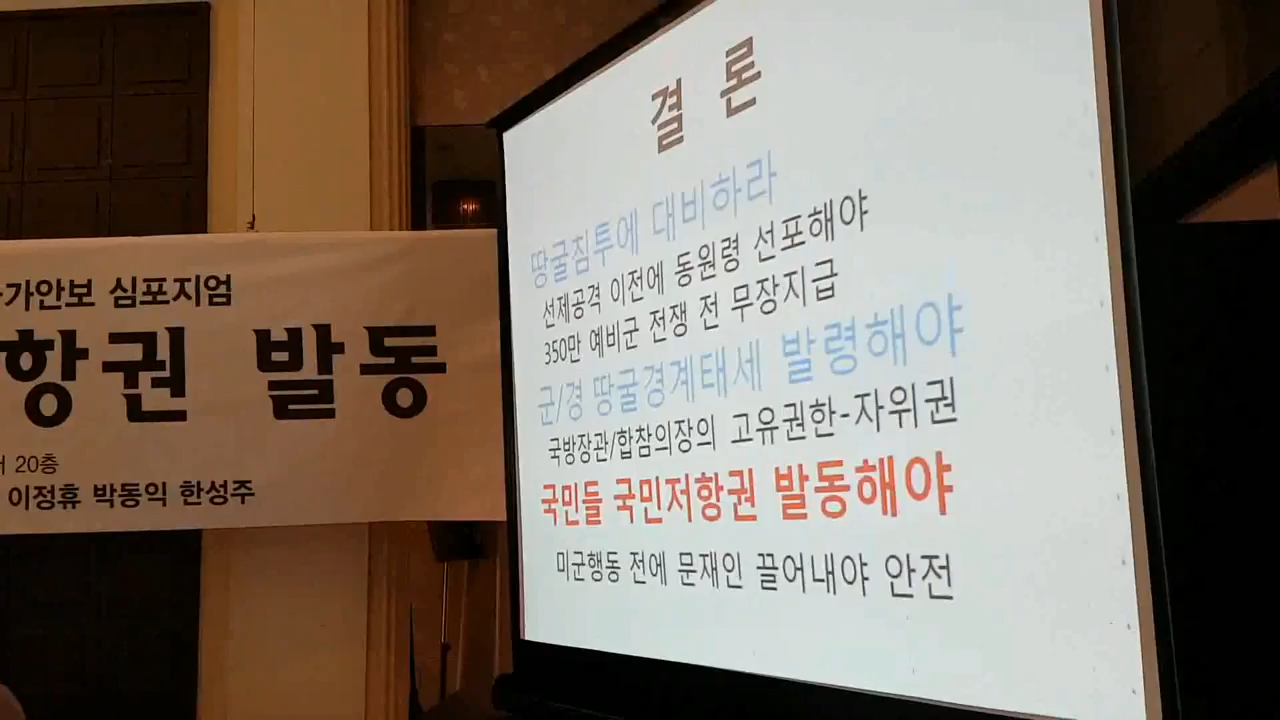 가안보 심포지엄
항권 발동
20층
이정휴 박동익 한성주
결 론
땅굴침투에 대비하라
선제공격 이전에 동원령 선포해야
350만 예비군 전쟁 전 무장지급
군/경 땅굴경계태세 발령해야
국방장관/합참의장의 고유권한-자위권
국민들 국민저항권 발동해야
미군행동 전에 문재인 끌어내야 안전